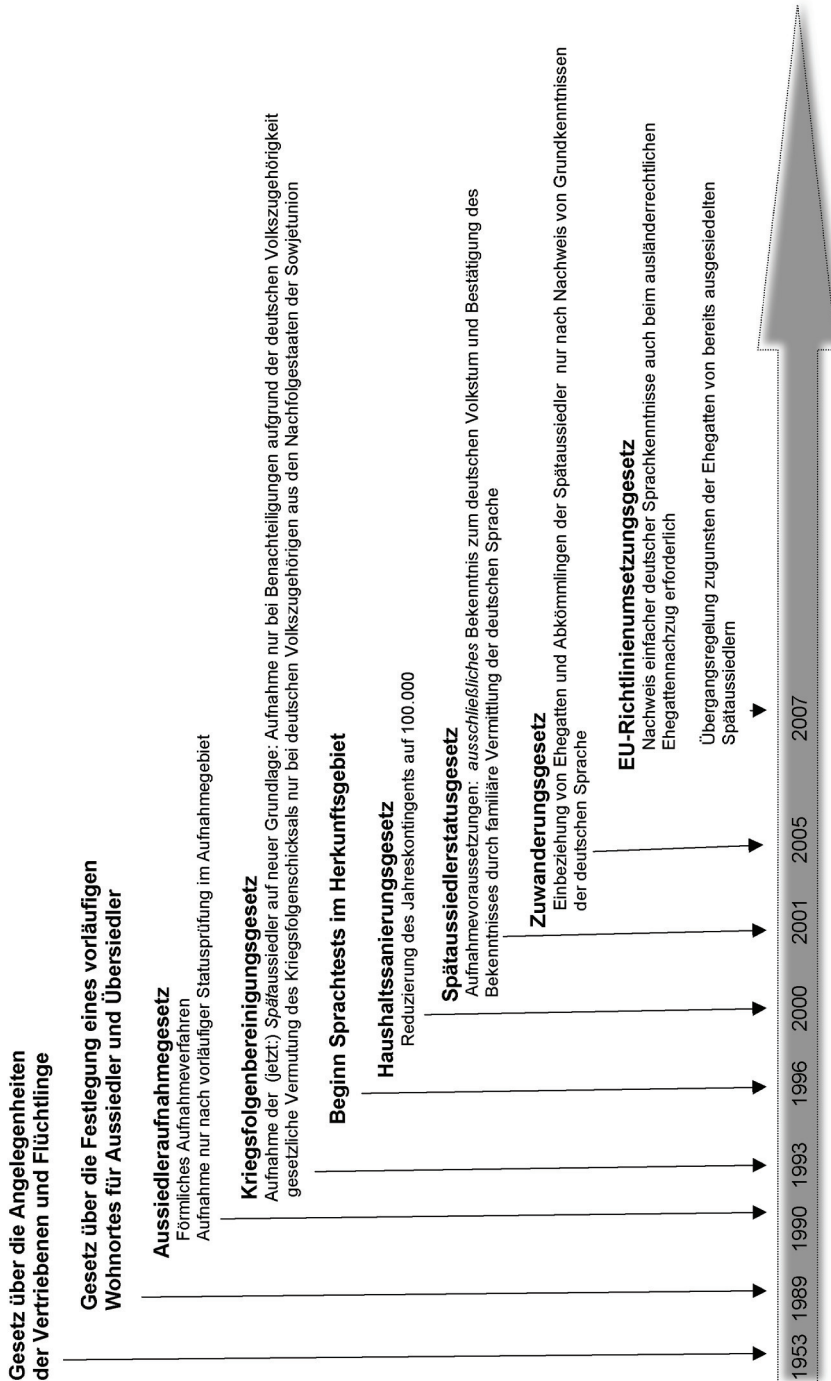 Gesetz über die Angelegenheiten
der Vertriebenen und Flüchtlinge
Gesetz über die Festlegung eines vorläufigen
Wohnortes für Aussiedler und Übersiedler
Aussiedleraufnahmegesetz
Förmliches Aufnahmeverfahren
Aufnahme nur nach vorläufiger Statusprüfung im Aufnahmegebiet
Kriegsfolgenbereinigungsgesetz
Aufnahme der (jetzt:) Spätaussiedler auf neuer Grundlage: Aufnahme nur bei Benachteiligungen aufgrund der deutschen Volkszugehörigkeit
gesetzliche Vermutung des Kriegsfolgenschicksals nur bei deutschen Volkszugehörigen aus den Nachfolgestaaten der Sowjetunion
Beginn Sprachtests im Herkunftsgebiet
Haushaltssanierungsgesetz
Reduzierung des Jahreskontingents auf 100.000
Spätaussiedlerstatusgesetz
Aufnahmevoraussetzungen: ausschließliches Bekenntnis zum deutschen Volkstum und Bestätigung des
Bekenntnisses durch familiäre Vermittlung der deutschen Sprache
Zuwanderungsgesetz
Einbeziehung von Ehegatten und Abkömmlingen der Spätaussiedler nur nach Nachweis von Grundkenntnissen
der deutschen Sprache
EU-Richtlinienumsetzungsgesetz
Nachweis einfacher deutscher Sprachkenntnisse auch beim ausländerrechtlichen
Ehegattennachzug erforderlich
Übergangsregelung zugunsten der Ehegatten von bereits ausgesiedelten
Spätaussiedlern
1953 1989 1990 1993 1996 2000 2001 2005 2007